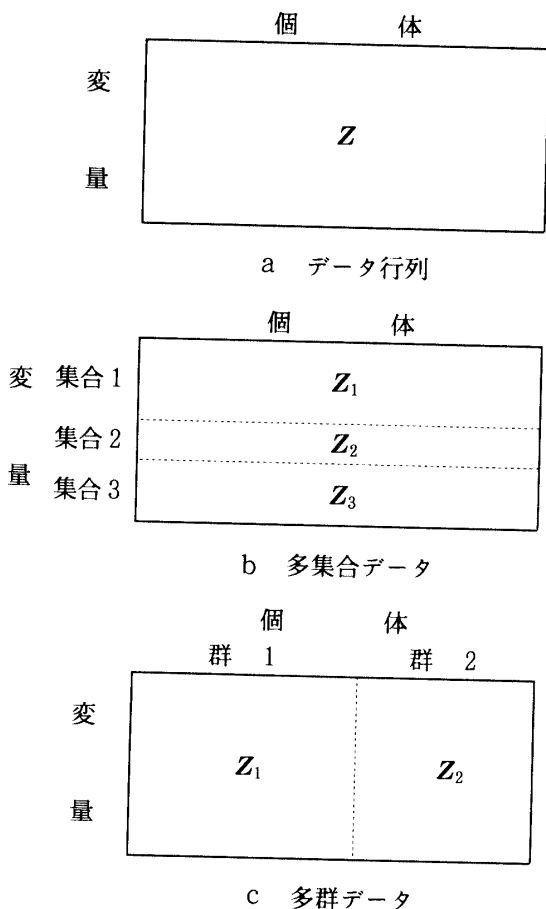 個 体
変
Z
量
a データ行列
個 体
変 集合1
Z₁
集合2
Z₂
量 集合3
Z₃
b 多集合データ
個 体
群 1 群 2
変
Z₁ Z₂
量
c 多群データ